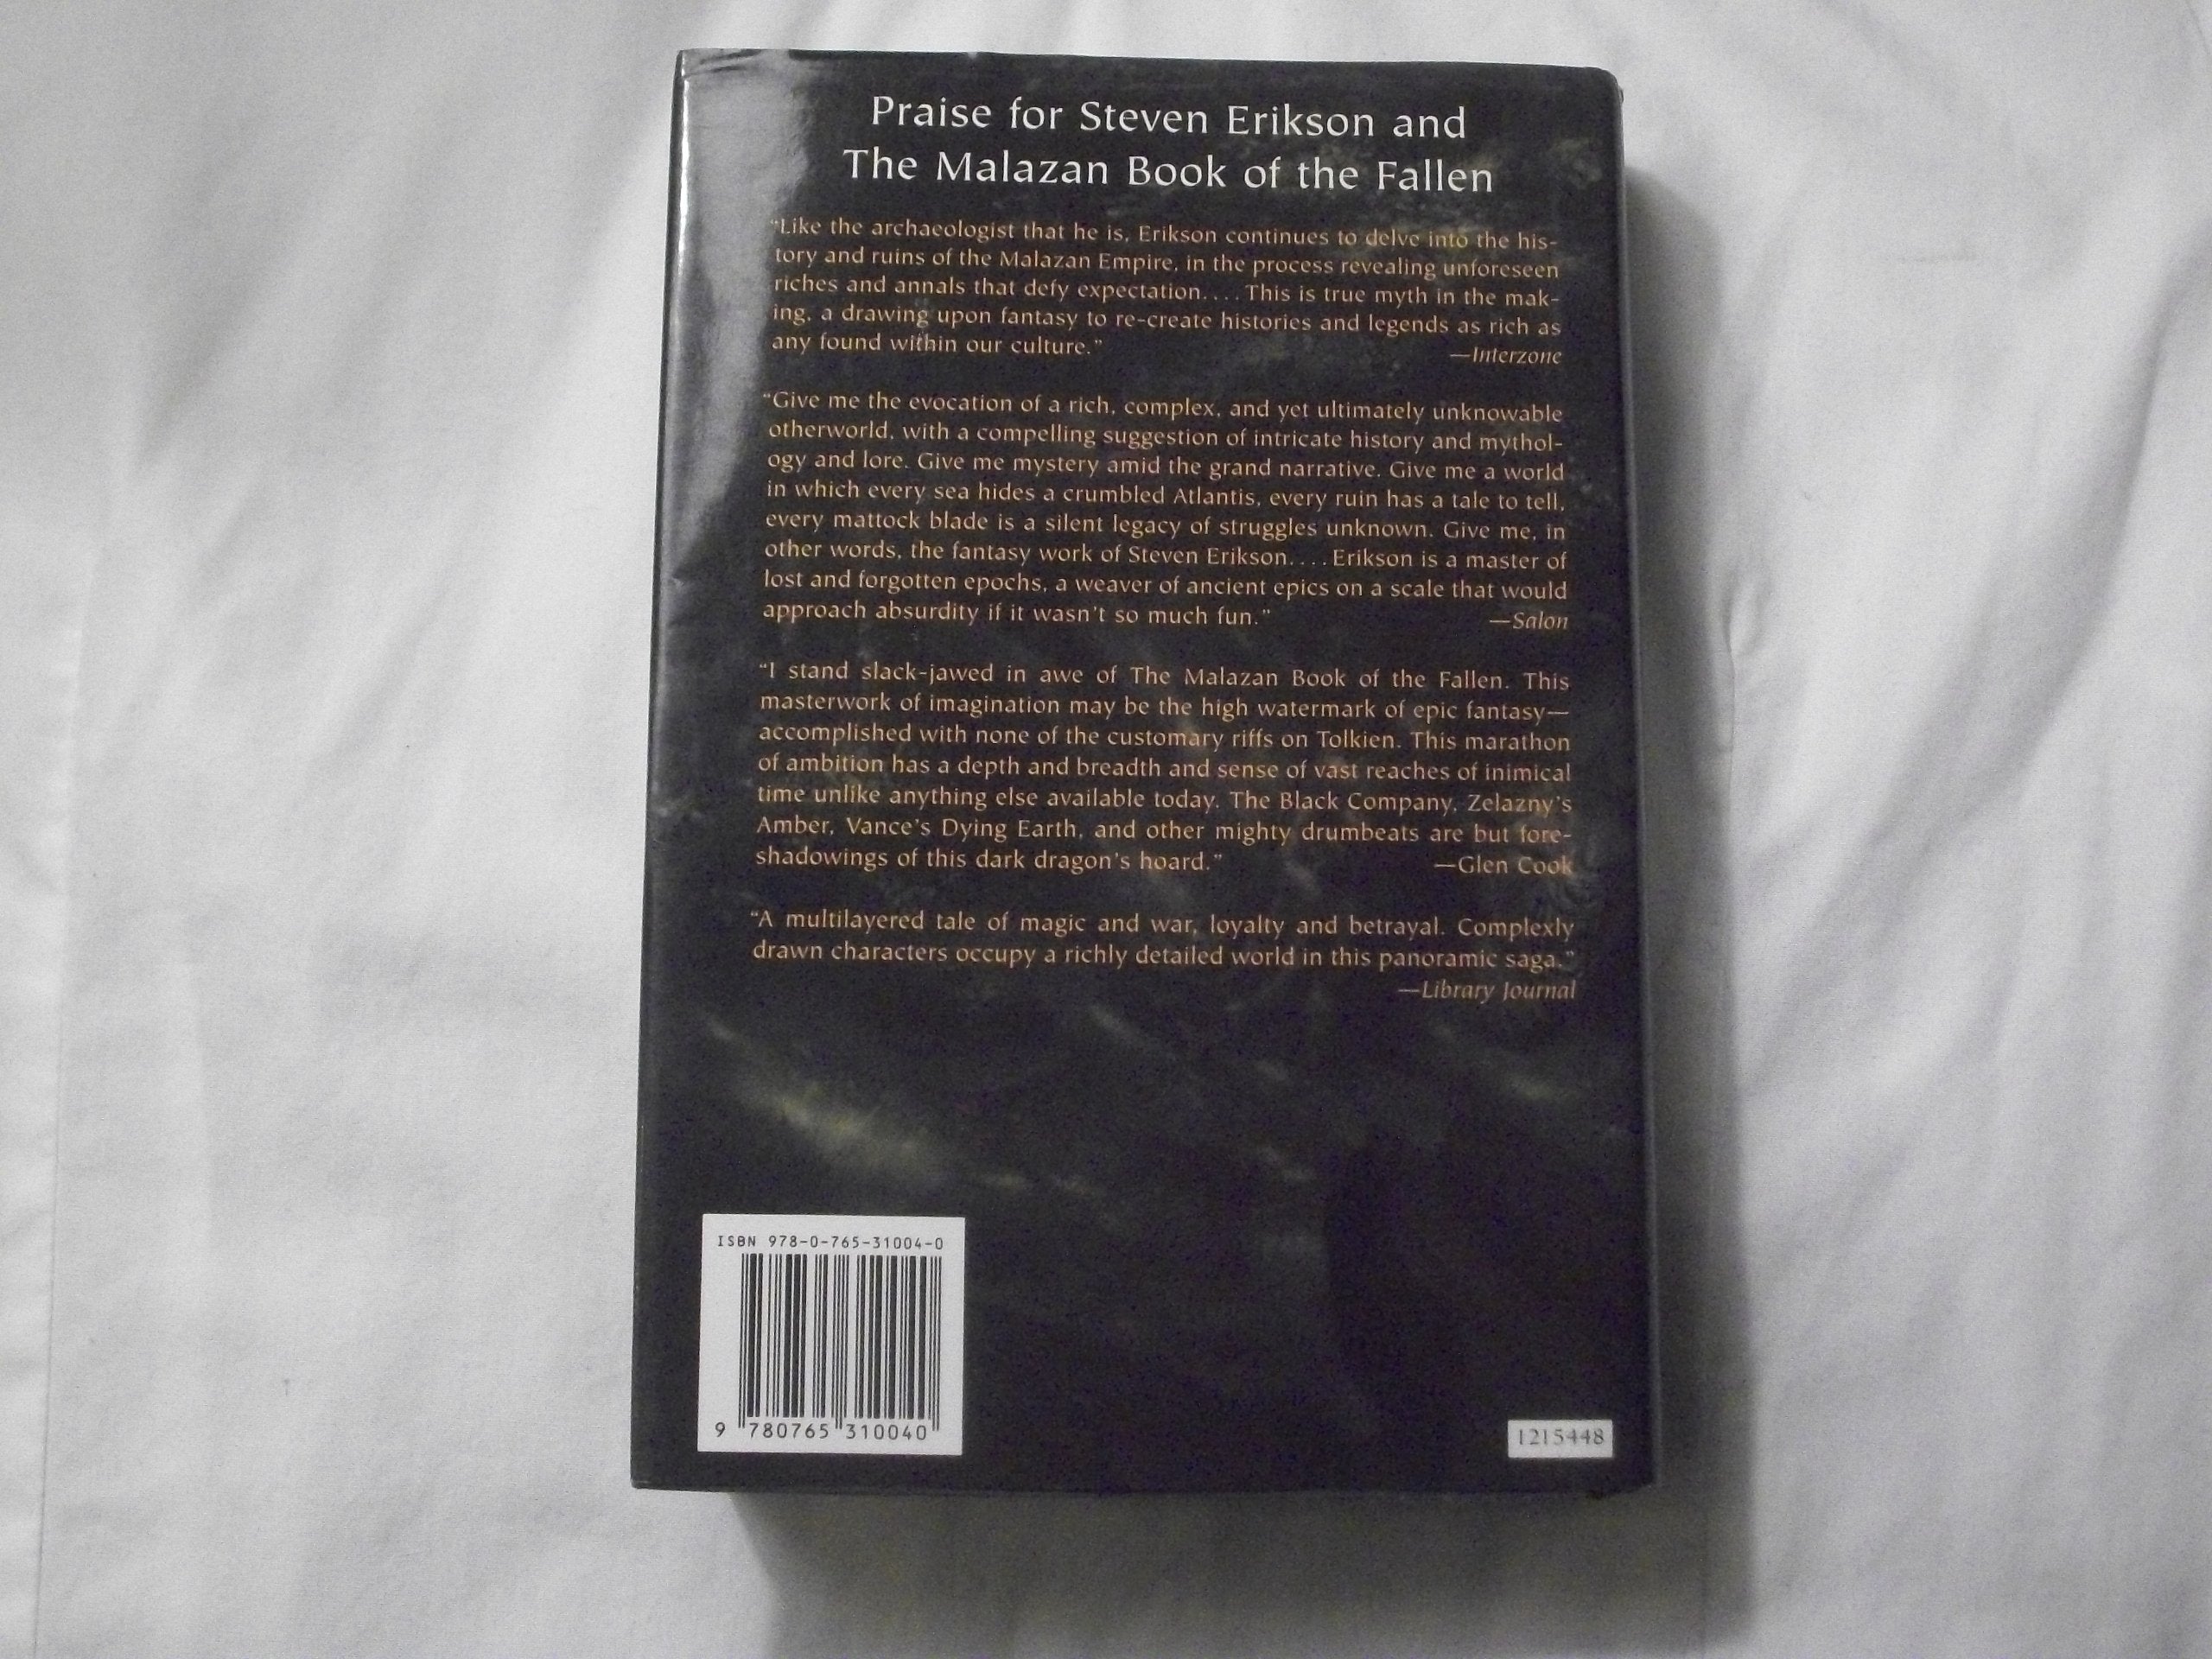 Praise for Steven Erikson and
The Malazan Book of the Fallen
“Like the archaeologist that he is, Erikson continues to delve into the his-
tory and ruins of the Malazan Empire, in the process revealing unforeseen
riches and annals that defy expectation. . . . This is true myth in the mak-
ing, a drawing upon fantasy to re-create histories and legends as rich as
any found within our culture.” —Interzone
“Give me the evocation of a rich, complex, and yet ultimately unknowable
otherworld, with a compelling suggestion of intricate history and mythol-
ogy and lore. Give me mystery amid the grand narrative. Give me a world
in which every sea hides a crumbled Atlantis, every ruin has a tale to tell,
every mattock blade is a silent legacy of struggles unknown. Give me, in
other words, the fantasy work of Steven Erikson. . . . Erikson is a master of
lost and forgotten epochs, a weaver of ancient epics on a scale that would
approach absurdity if it wasn’t so much fun.” —Salon
“I stand slack-jawed in awe of The Malazan Book of the Fallen. This
masterwork of imagination may be the high watermark of epic fantasy—
accomplished with none of the customary riffs on Tolkien. This marathon
of ambition has a depth and breadth and sense of vast reaches of inimical
time unlike anything else available today. The Black Company, Zelazny’s
Amber, Vance’s Dying Earth, and other mighty drumbeats are but fore-
shadowings of this dark dragon’s hoard.” —Glen Cook
“A multilayered tale of magic and war, loyalty and betrayal. Complexly
drawn characters occupy a richly detailed world in this panoramic saga.”
—Library Journal
ISBN 978-0-765-31004-0
9 780765 310040
1215448